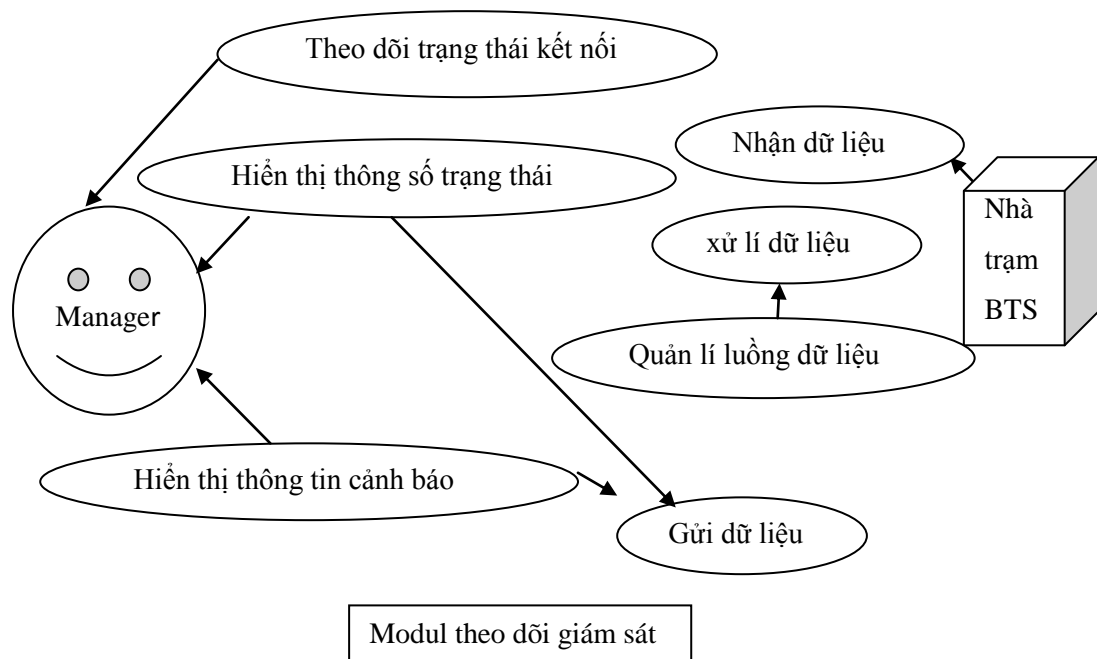 Theo dõi trạng thái kết nối
Nhận dữ liệu
Hiển thị thông số trạng thái
Nhà
trạm
BTS
xử lí dữ liệu
Manager
Quản lí luồng dữ liệu
Hiển thị thông tin cảnh báo
Gửi dữ liệu
Modul theo dõi giám sát